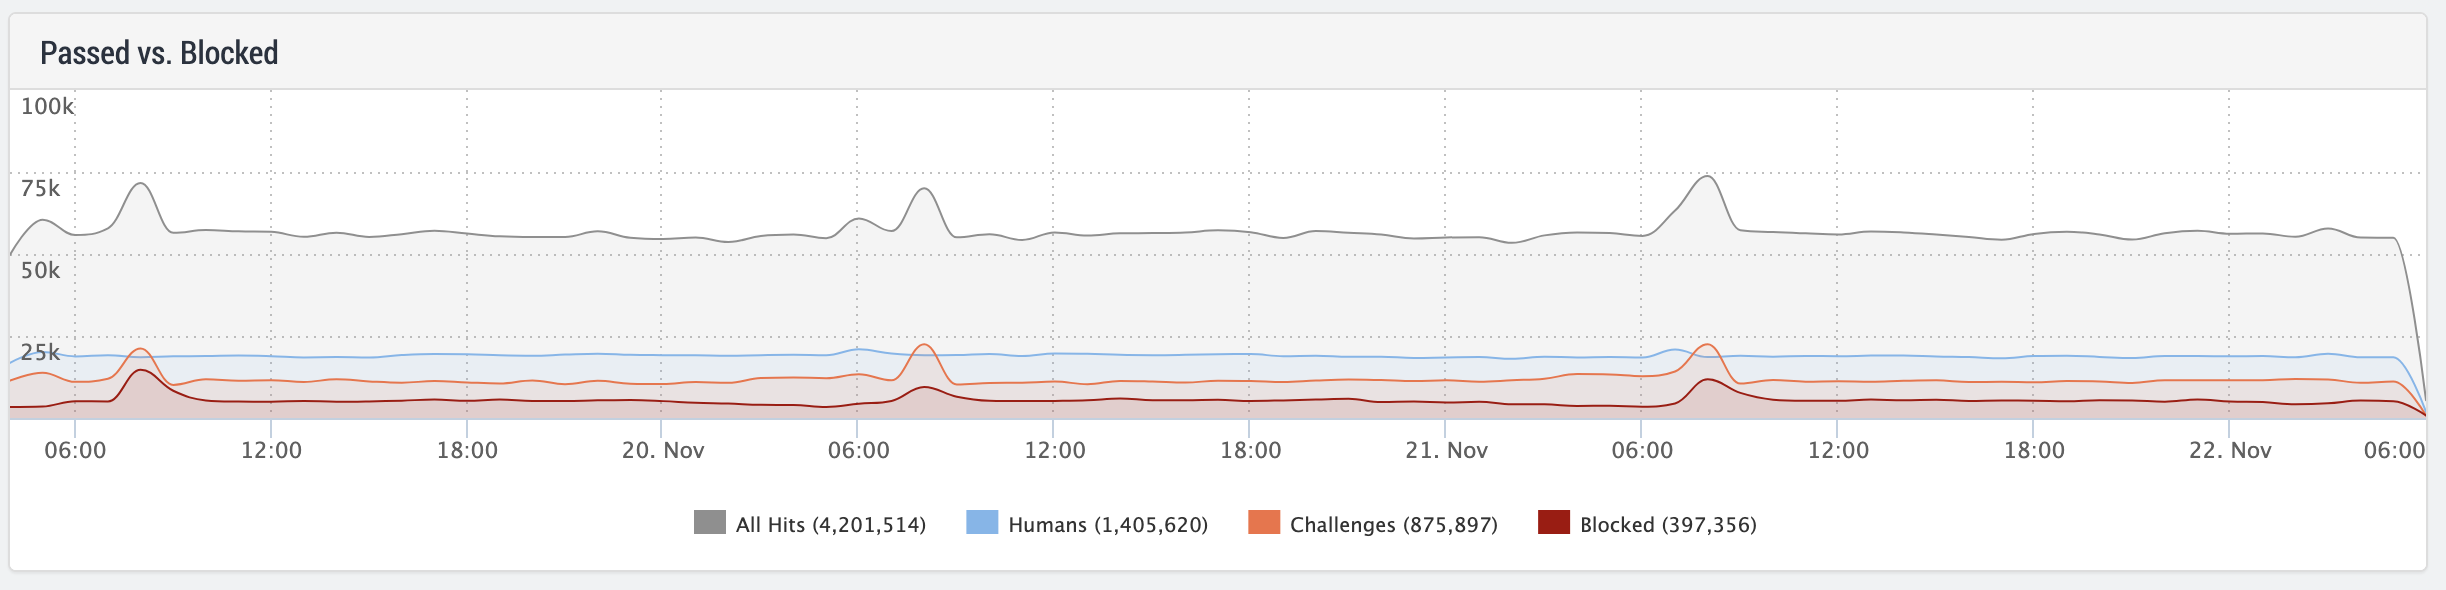 Passed vs. Blocked
100k
75k
50k
25k
06:00 12:00 18:00 20. Nov 06:00 12:00 18:00 21. Nov 06:00 12:00 18:00 22. Nov 06:00
All Hits (4,201,514) Humans (1,405,620) Challenges (875,897) Blocked (397,356)